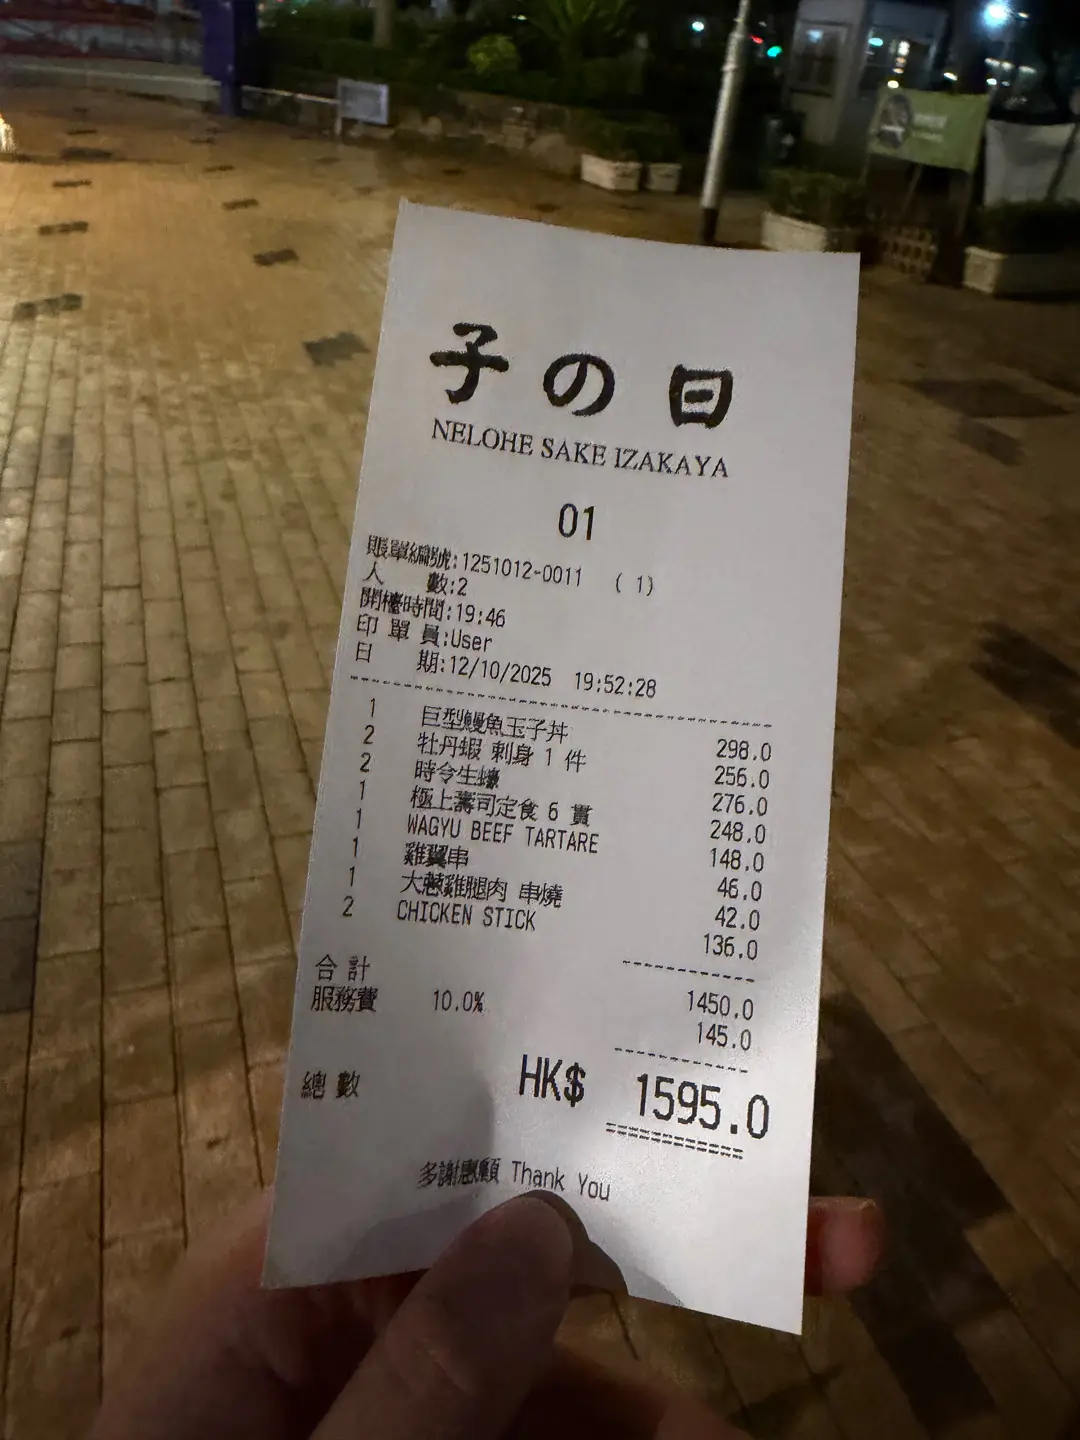 子の日
NELOHE SAKE IZAKAYA
01
賬單編號:1251012-0011 ( 1)
人 數:2
開檯時間:19:46
印 單 員:User
日 期:12/10/2025 19:52:28
1 巨型鰻魚玉子丼 298.0
2 牡丹蝦 刺身 1 件 256.0
2 時令生蠔 276.0
1 極上壽司定食 6 貫 248.0
1 WAGYU BEEF TARTARE 148.0
1 雞翼串 46.0
1 大蔥雞腿肉 串燒 42.0
2 CHICKEN STICK 136.0
合 計 1450.0
服務費 10.0% 145.0
總 數 HK$ 1595.0
多謝惠顧 Thank You